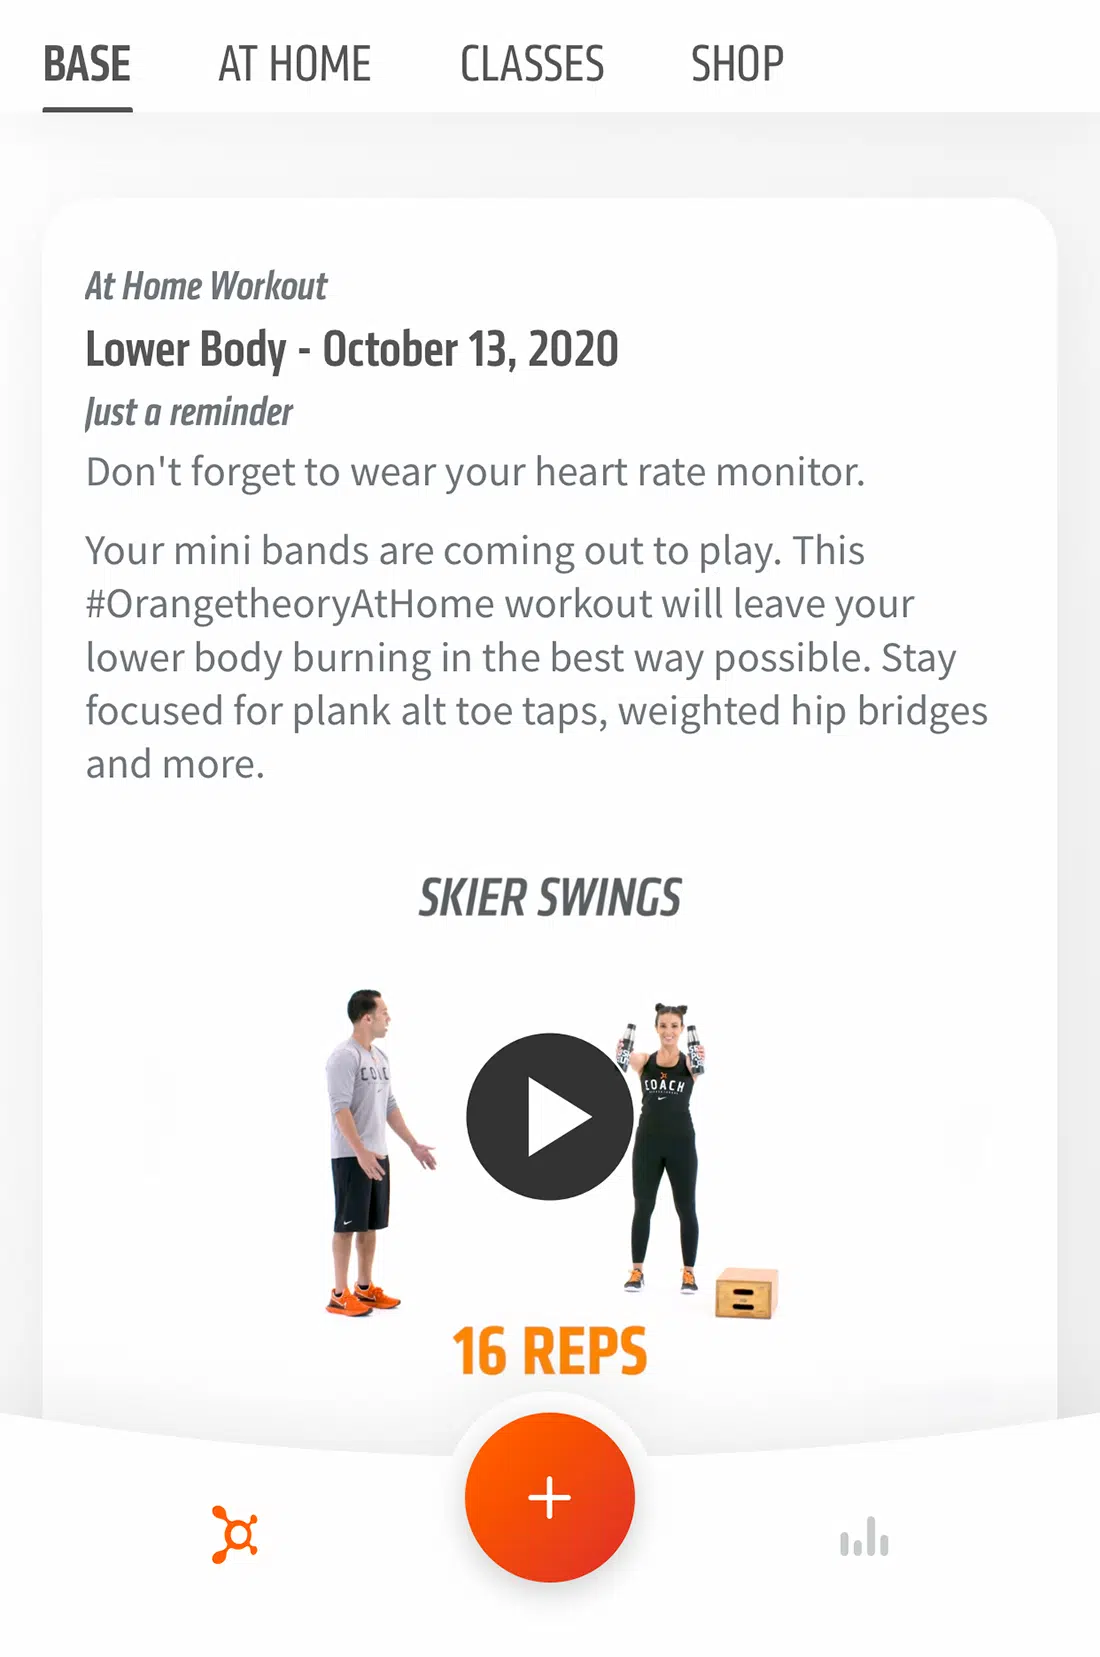 BASE AT HOME CLASSES SHOP
At Home Workout
Lower Body - October 13, 2020
Just a reminder
Don't forget to wear your heart rate monitor.
Your mini bands are coming out to play. This
#OrangetheoryAtHome workout will leave your
lower body burning in the best way possible. Stay
focused for plank alt toe taps, weighted hip bridges
and more.
SKIER SWINGS
COACH
16 REPS